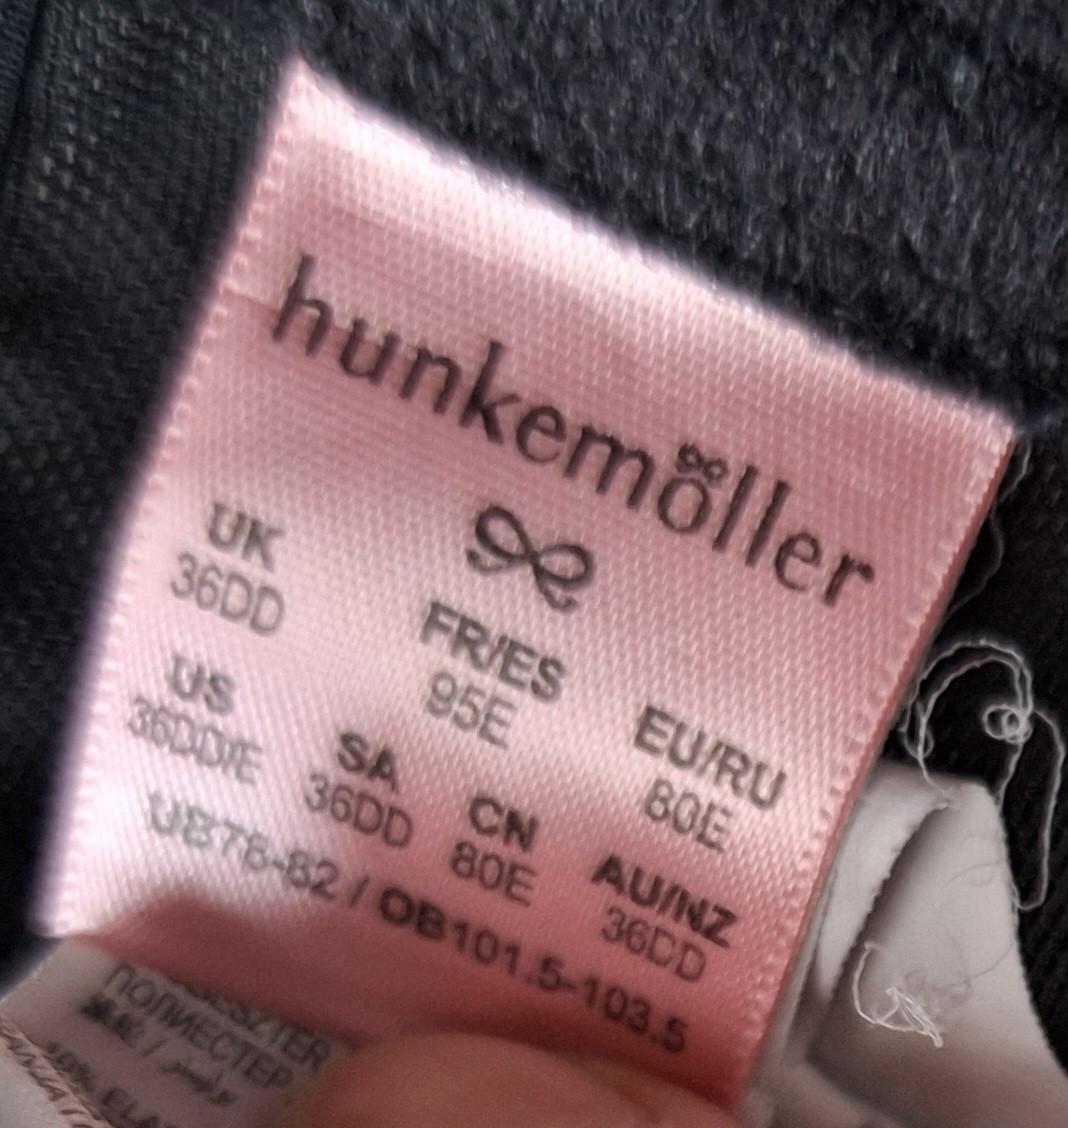 hunkemöller
UK FR/ES EU/RU
36DD 95E 80E
US SA CN AU/NZ
36DD/E 36DD 80E 36DD
UB78-82 / OB101.5-103.5
ПОЛИЕСТЕР